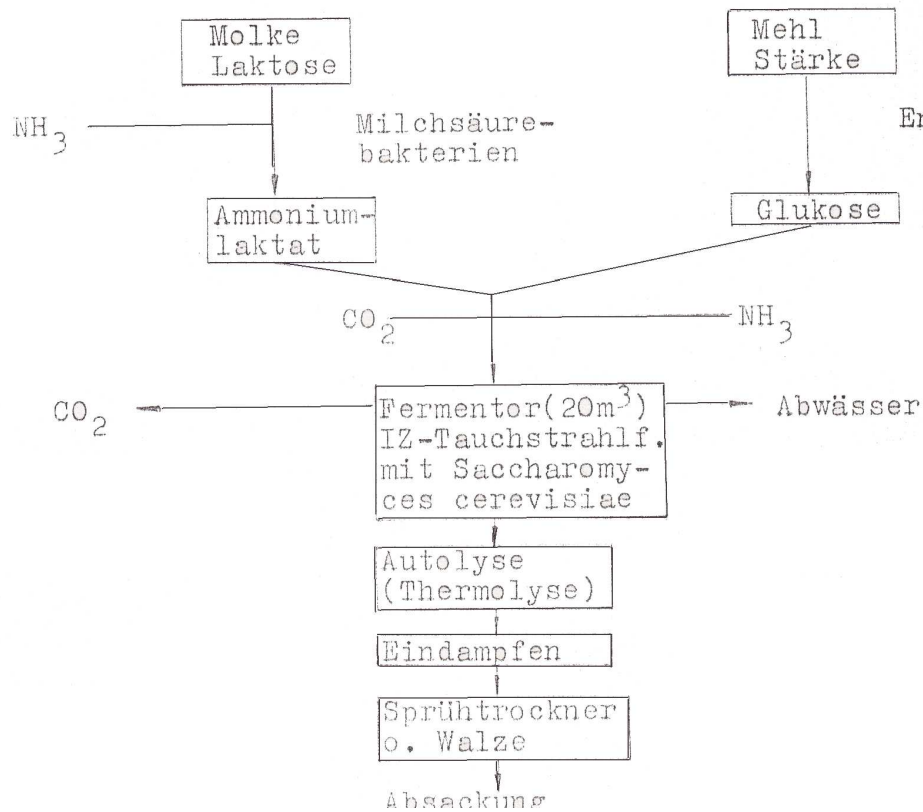 Molke
Laktose
Mehl
Stärke
NH3
Milchsäure-
bakterien
Ammonium-
laktat
Glukose
CO2
NH3
CO2
Fermentor(20m³)
IZ-Tauchstrahlf.
mit Saccharomy-
ces cerevisiae
Abwässer
Autolyse
(Thermolyse)
Eindampfen
Sprühtrockner
o. Walze
Absackung